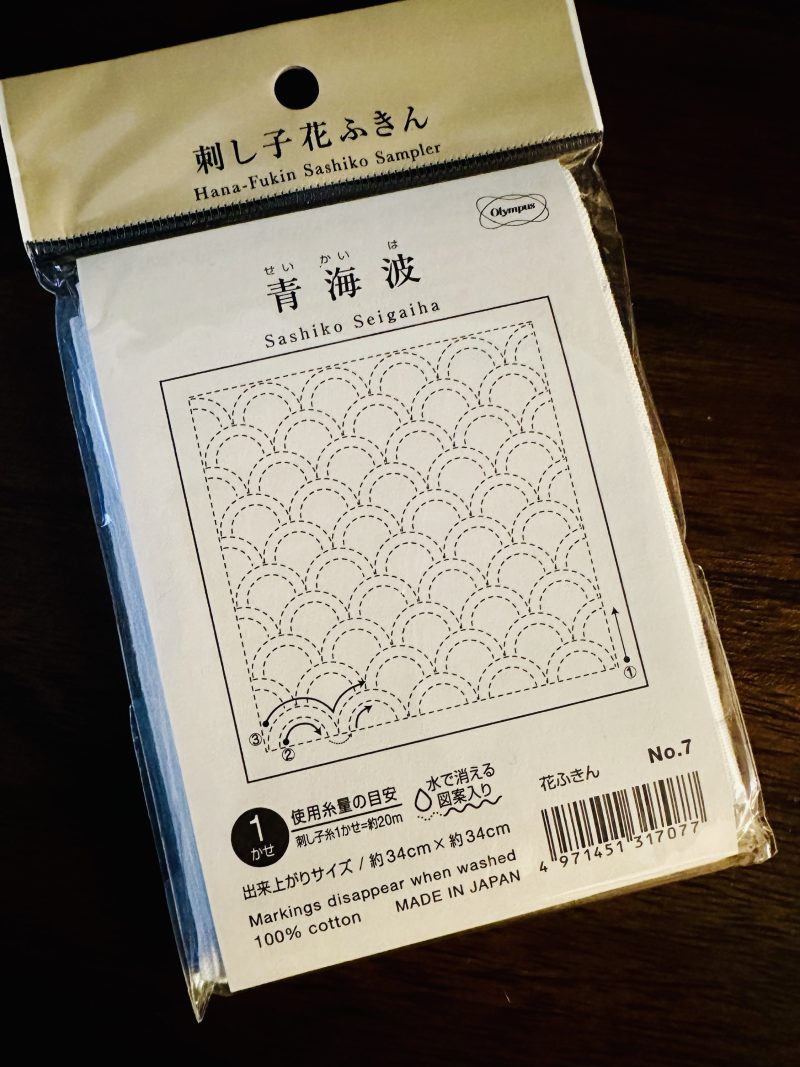 刺し子花ふきん
Hana-Fukin Sashiko Sampler
Olympus
せい かい は
青海波
Sashiko Seigaiha
①
③
②
1
かせ
使用糸量の目安
刺し子糸1かせ=約20m
水で消える
図案入り
花ふきん
No.7
出来上がりサイズ / 約34cm×約34cm
Markings disappear when washed
100% cotton
MADE IN JAPAN
4 971451 317077